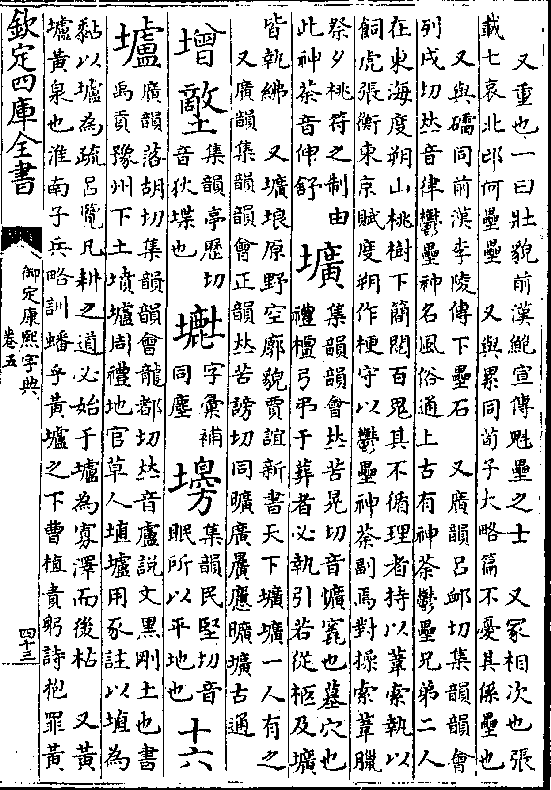 又重也一曰壯貌前漢鮑宣傳魁壘之士　又冢相次也張
載七哀北邙何壘壘　又與累同荀子大略篇不憂其係壘也
又與礧同前漢李陵傳下壘石　又廣韻呂䘏切集韻韻會
列戌切𠀤音律鬱壘神名風俗通上古有神荼鬱壘兄弟二人
在東海度朔山桃樹下簡閱百鬼其不循理者持以葦索執以
飼虎張衡東京賦度朔作梗守以鬱壘神荼副焉對操索葦臘
祭夕桃符之制由
此神荼音伸舒
壙
集韻韻會𠀤苦晃切音爌竁也墓穴也
禮檀弓弔于葬者必執引若從柩及壙
皆執紼　又壙埌原野空廓貌賈誼新書天下壙壙一人有之
又廣韻集韻韻會正韻𠀤苦謗切同曠廣應曠壙古通
增
集韻亭歷切
音狄堞也
字彙補
同塵
集韻民堅切音
眠所以平地也
十六
壚
廣韻落胡切集韻韻會龍都切𠀤音盧說文黑剛土也書
禹貢豫州下土墳壚周禮地官草人埴壚用豕註以埴為
黏以壚為疏呂覽凡耕之道必始于壚為寡澤而後枯　又黃
壚黃泉也淮南子兵略訓蟠乎黃壚之下曹植責躬詩抱罪黃
欽定四庫全書
御定康熙字典
卷五
四十三